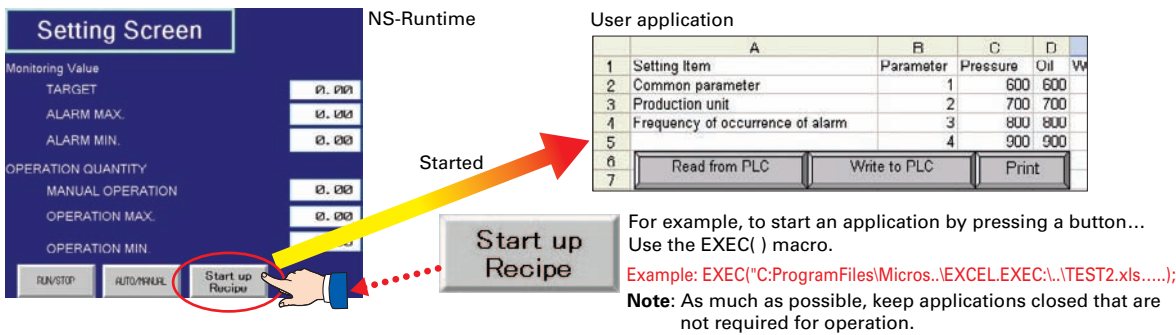 Setting Screen
Monitoring Value
TARGET 0.00
ALARM MAX. 0.00
ALARM MIN. 0.00
OPERATION QUANTITY
MANUAL OPERATION 0.00
OPERATION MAX. 0.00
OPERATION MIN.
RUN/STOP AUTO/MANUAL Start up
Recipe
NS-Runtime
Started
User application
A B C D
1 Setting Item Parameter Pressure Oil
2 Common parameter 1 600 600
3 Production unit 2 700 700
4 Frequency of occurrence of alarm 3 800 800
5 4 900 900
6 Read from PLC Write to PLC Print
7
Start up
Recipe
For example, to start an application by pressing a button…
Use the EXEC( ) macro.
Example: EXEC("C:ProgramFiles\Micros..\EXCEL.EXEC:\..\TEST2.xls.....);
Note: As much as possible, keep applications closed that are
not required for operation.